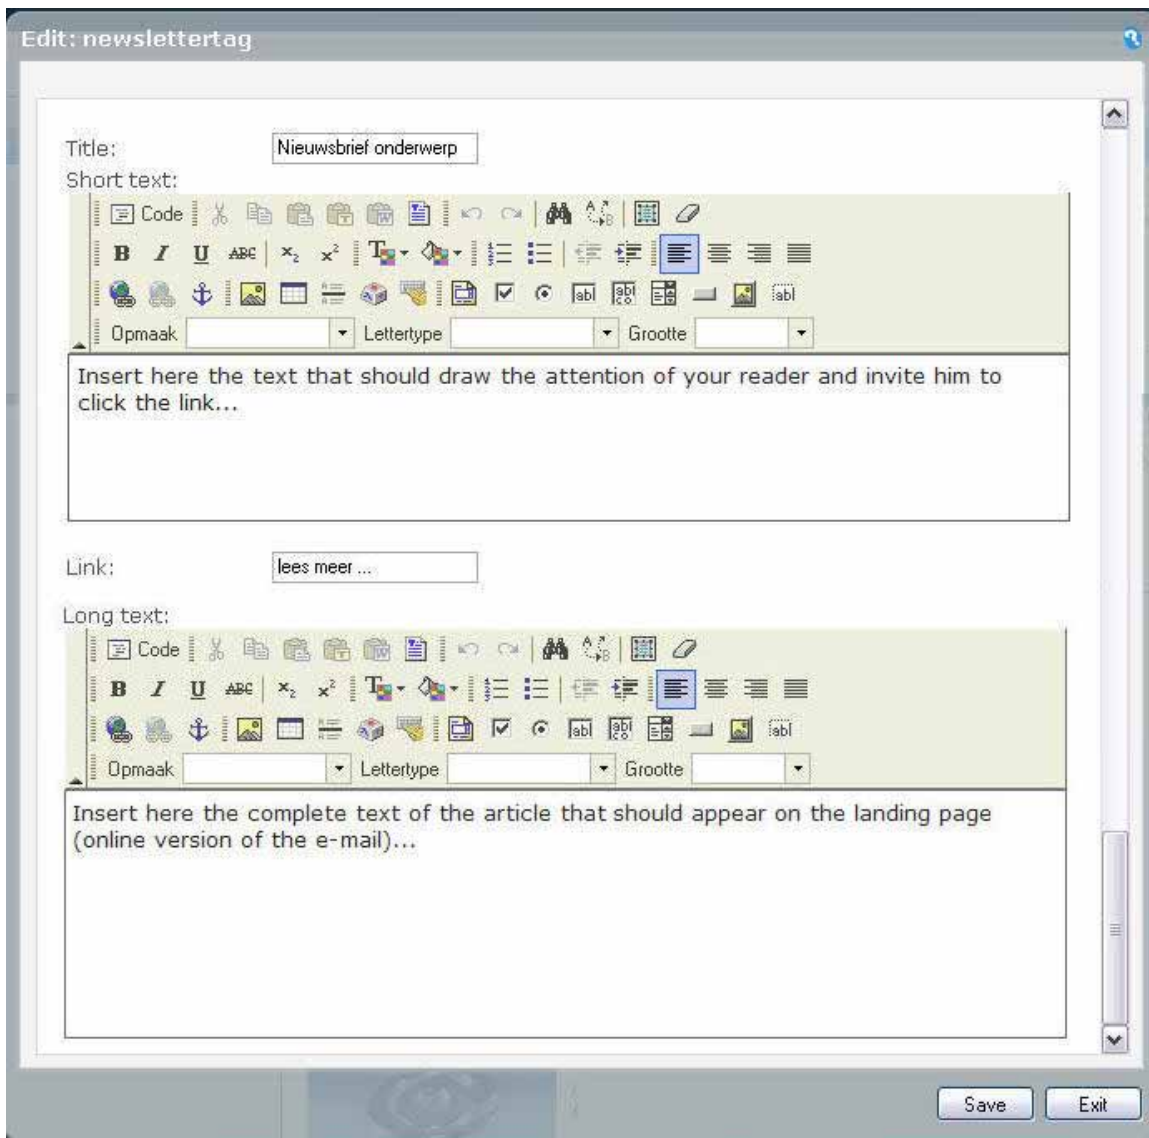 Edit: newslettertag
Title: Nieuwsbrief onderwerp
Short text:
Code
B I U ABC x₂ x²
abl
Opmaak Lettertype Grootte
Insert here the text that should draw the attention of your reader and invite him to
click the link...
Link: lees meer ...
Long text:
Code
B I U ABC x₂ x²
abl
Opmaak Lettertype Grootte
Insert here the complete text of the article that should appear on the landing page
(online version of the e-mail)...
Save Exit